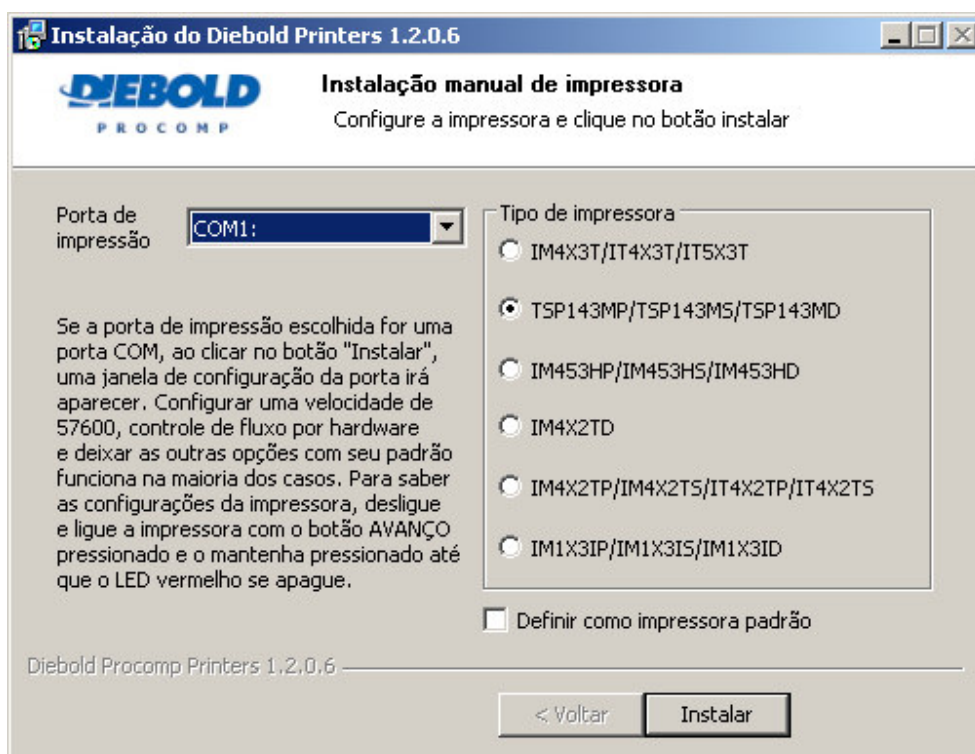 Instalação do Diebold Printers 1.2.0.6
DIEBOLD
PROCOMP
Instalação manual de impressora
Configure a impressora e clique no botão instalar
Porta de
impressão
COM1:
Se a porta de impressão escolhida for uma
porta COM, ao clicar no botão "Instalar",
uma janela de configuração da porta irá
aparecer. Configurar uma velocidade de
57600, controle de fluxo por hardware
e deixar as outras opções com seu padrão
funciona na maioria dos casos. Para saber
as configurações da impressora, desligue
e ligue a impressora com o botão AVANÇO
pressionado e o mantenha pressionado até
que o LED vermelho se apague.
Tipo de impressora
IM4X3T/IT4X3T/IT5X3T
TSP143MP/TSP143MS/TSP143MD
IM453HP/IM453HS/IM453HD
IM4X2TD
IM4X2TP/IM4X2TS/IT4X2TP/IT4X2TS
IM1X3IP/IM1X3IS/IM1X3ID
Definir como impressora padrão
Diebold Procomp Printers 1.2.0.6
< Voltar
Instalar